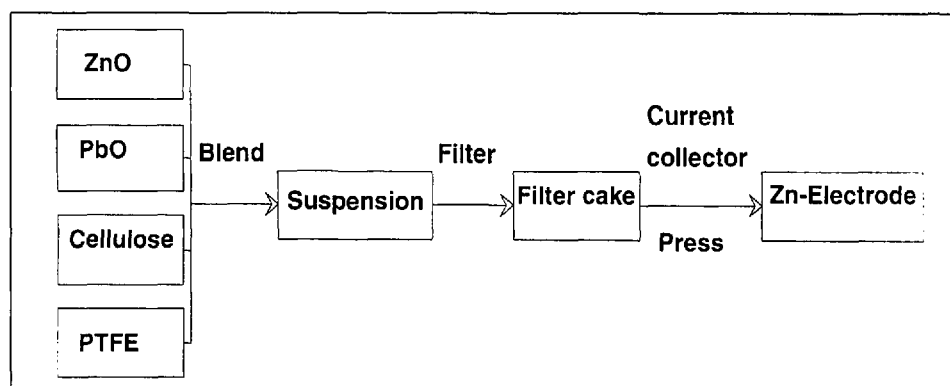 ZnO
PbO
Cellulose
PTFE
Blend
Suspension
Filter
Filter cake
Current
collector
Press
Zn-Electrode